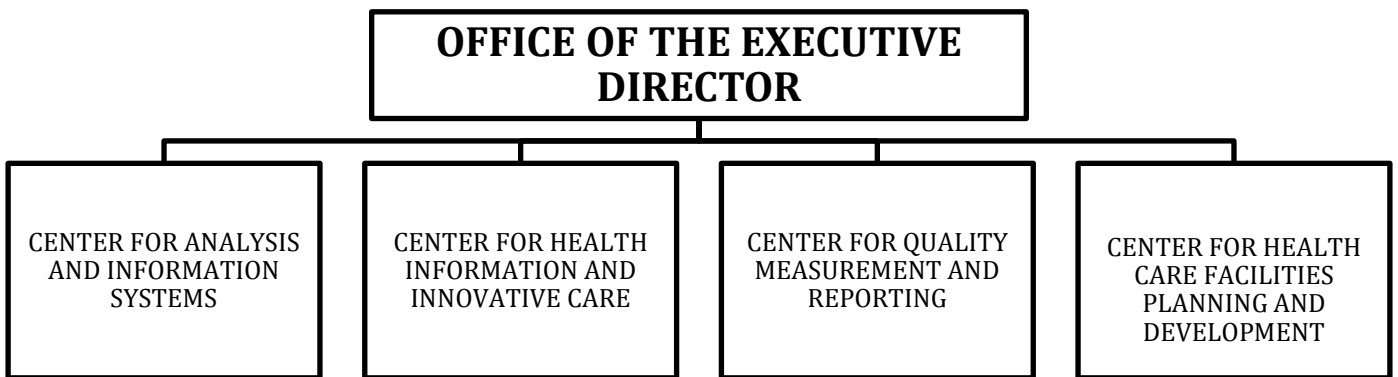 OFFICE OF THE EXECUTIVE
DIRECTOR
CENTER FOR ANALYSIS
AND INFORMATION
SYSTEMS
CENTER FOR HEALTH
INFORMATION AND
INNOVATIVE CARE
CENTER FOR QUALITY
MEASUREMENT AND
REPORTING
CENTER FOR HEALTH
CARE FACILITIES
PLANNING AND
DEVELOPMENT